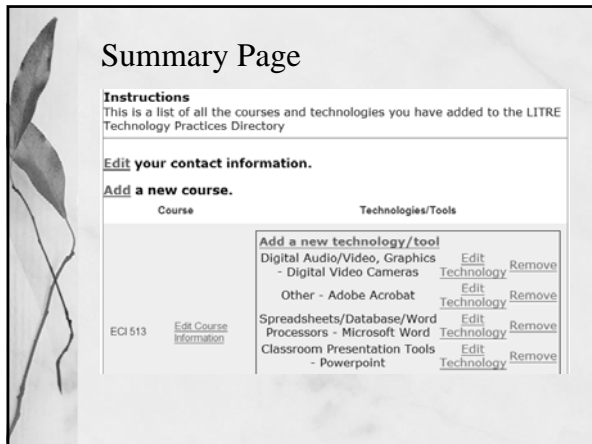 Summary Page
Instructions
This is a list of all the courses and technologies you have added to the LITRE
Technology Practices Directory
Edit your contact information.
Add a new course.
Course Technologies/Tools
Add a new technology/tool
Digital Audio/Video, Graphics Edit
- Digital Video Cameras Technology Remove
Other - Adobe Acrobat Edit
Technology Remove
ECI 513 Edit Course
Information
Spreadsheets/Database/Word Edit
Processors - Microsoft Word Technology Remove
Classroom Presentation Tools Edit
- Powerpoint Technology Remove